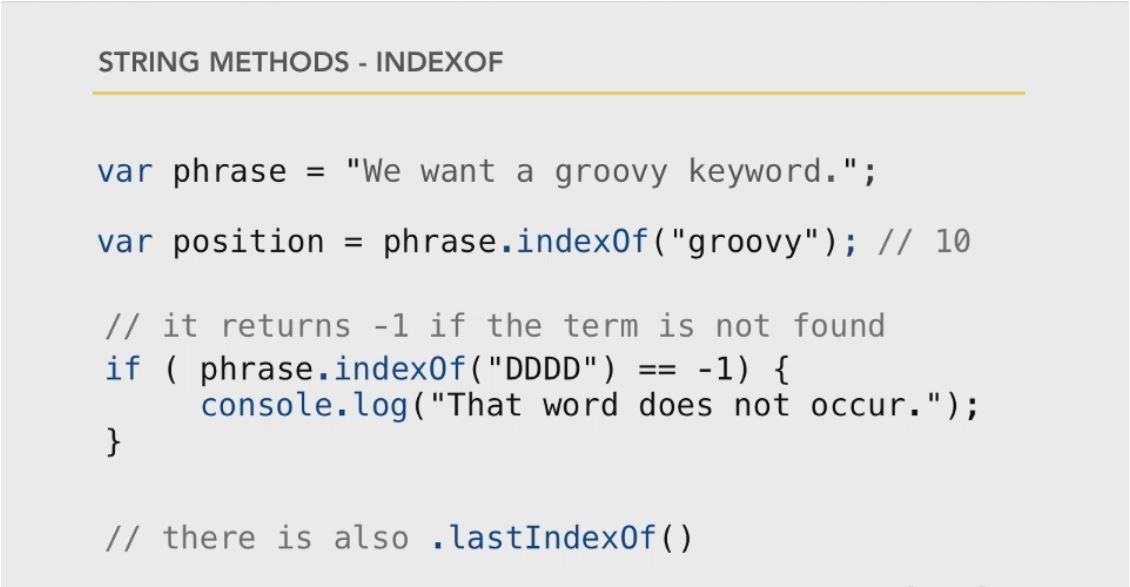 STRING METHODS - INDEXOF
var phrase = "We want a groovy keyword.";
var position = phrase.indexOf("groovy"); // 10
// it returns -1 if the term is not found
if ( phrase.indexOf("DDDD") == -1) {
     console.log("That word does not occur.");
}
// there is also .lastIndexOf()